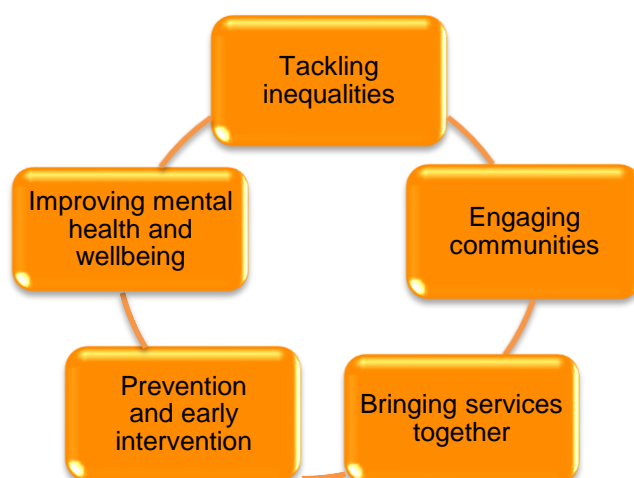 Tackling
inequalities
Engaging
communities
Bringing services
together
Prevention
and early
intervention
Improving mental
health and
wellbeing